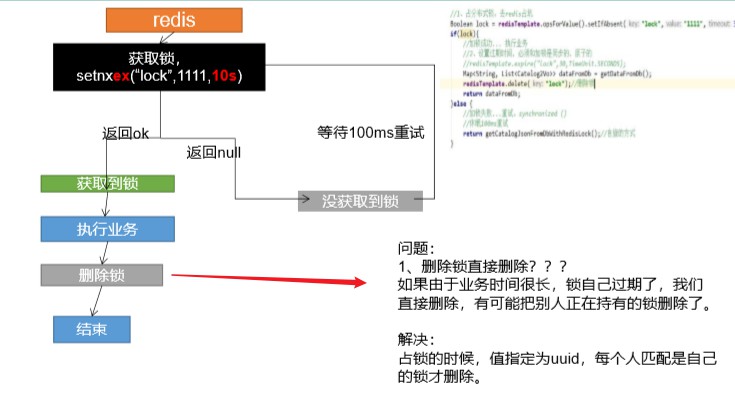 redis
获取锁，
setnxex(“lock”,1111,10s)
返回ok
返回null
等待100ms重试
获取到锁
没获取到锁
执行业务
删除锁
结束
//1、占分布式锁，去redis占坑
Boolean lock = redisTemplate.opsForValue().setIfAbsent( key: "lock", value: "1111", timeout:
if(lock){
//加锁成功... 执行业务
//2、设置过期时间，必须和加锁是同步的，原子的
//redisTemplate.expire("lock",30,TimeUnit.SECONDS);
Map<String, List<Catelog2Vo>> dataFromDb = getDataFromDb();
redisTemplate.delete( key: "lock");//删除锁
return dataFromDb;
}else {
//加锁失败...重试。synchronized ()
//休眠100ms重试
return getCatalogJsonFromDbWithRedisLock();//自旋的方式
}
问题：
1、删除锁直接删除？？？
如果由于业务时间很长，锁自己过期了，我们
直接删除，有可能把别人正在持有的锁删除了。
解决：
占锁的时候，值指定为uuid，每个人匹配是自己
的锁才删除。